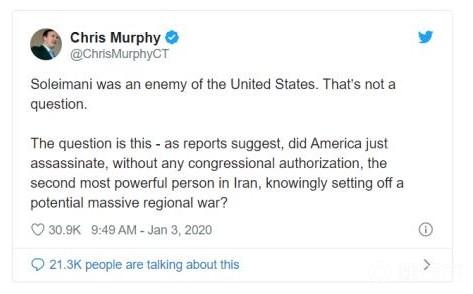 Chris Murphy
@ChrisMurphyCT
Soleimani was an enemy of the United States. That's not a
question.
The question is this - as reports suggest, did America just
assassinate, without any congressional authorization, the
second most powerful person in Iran, knowingly setting off a
potential massive regional war?
30.9K 9:49 AM - Jan 3, 2020
21.3K people are talking about this